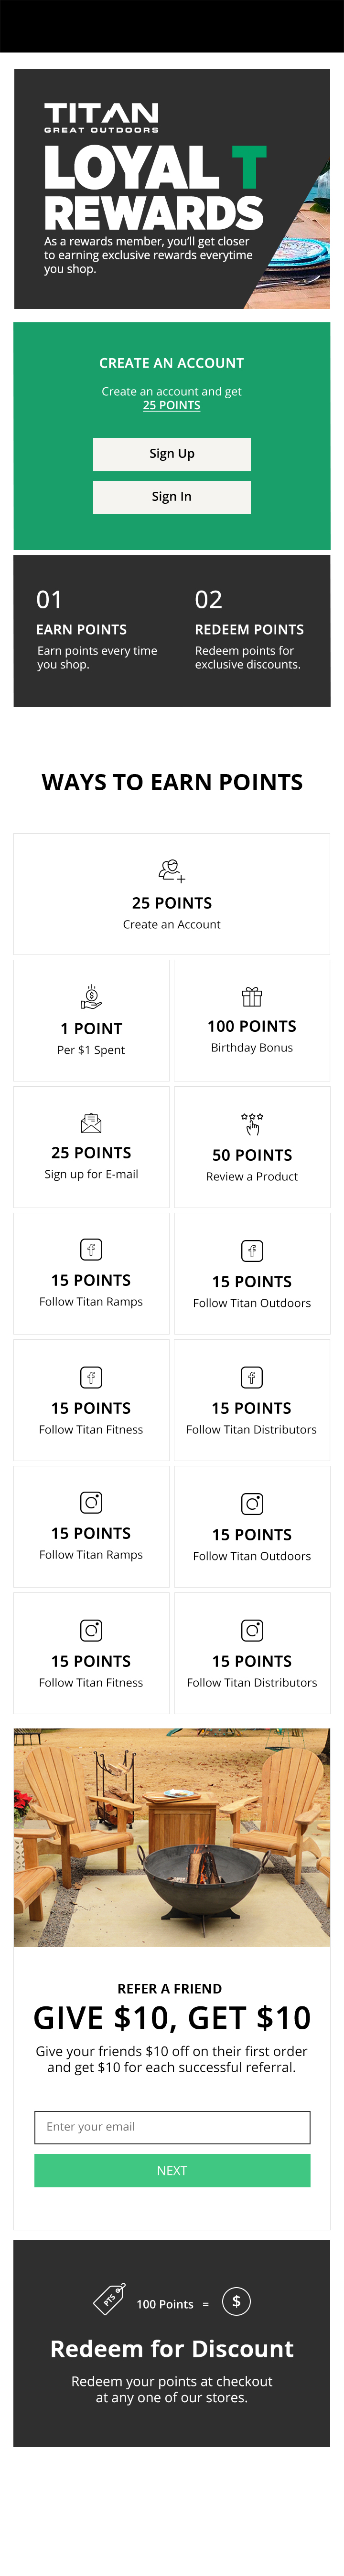 TITAN
GREAT OUTDOORS
LOYAL T
REWARDS
As a rewards member, you'll get closer
to earning exclusive rewards everytime
you shop.
CREATE AN ACCOUNT
Create an account and get
25 POINTS
Sign Up
Sign In
01
EARN POINTS
Earn points every time
you shop.
02
REDEEM POINTS
Redeem points for
exclusive discounts.
WAYS TO EARN POINTS
25 POINTS
Create an Account
1 POINT
Per $1 Spent
100 POINTS
Birthday Bonus
25 POINTS
Sign up for E-mail
50 POINTS
Review a Product
15 POINTS
Follow Titan Ramps
15 POINTS
Follow Titan Outdoors
15 POINTS
Follow Titan Fitness
15 POINTS
Follow Titan Distributors
15 POINTS
Follow Titan Ramps
15 POINTS
Follow Titan Outdoors
15 POINTS
Follow Titan Fitness
15 POINTS
Follow Titan Distributors
REFER A FRIEND
GIVE $10, GET $10
Give your friends $10 off on their first order
and get $10 for each successful referral.
Enter your email
NEXT
PTS 100 Points = $
Redeem for Discount
Redeem your points at checkout
at any one of our stores.